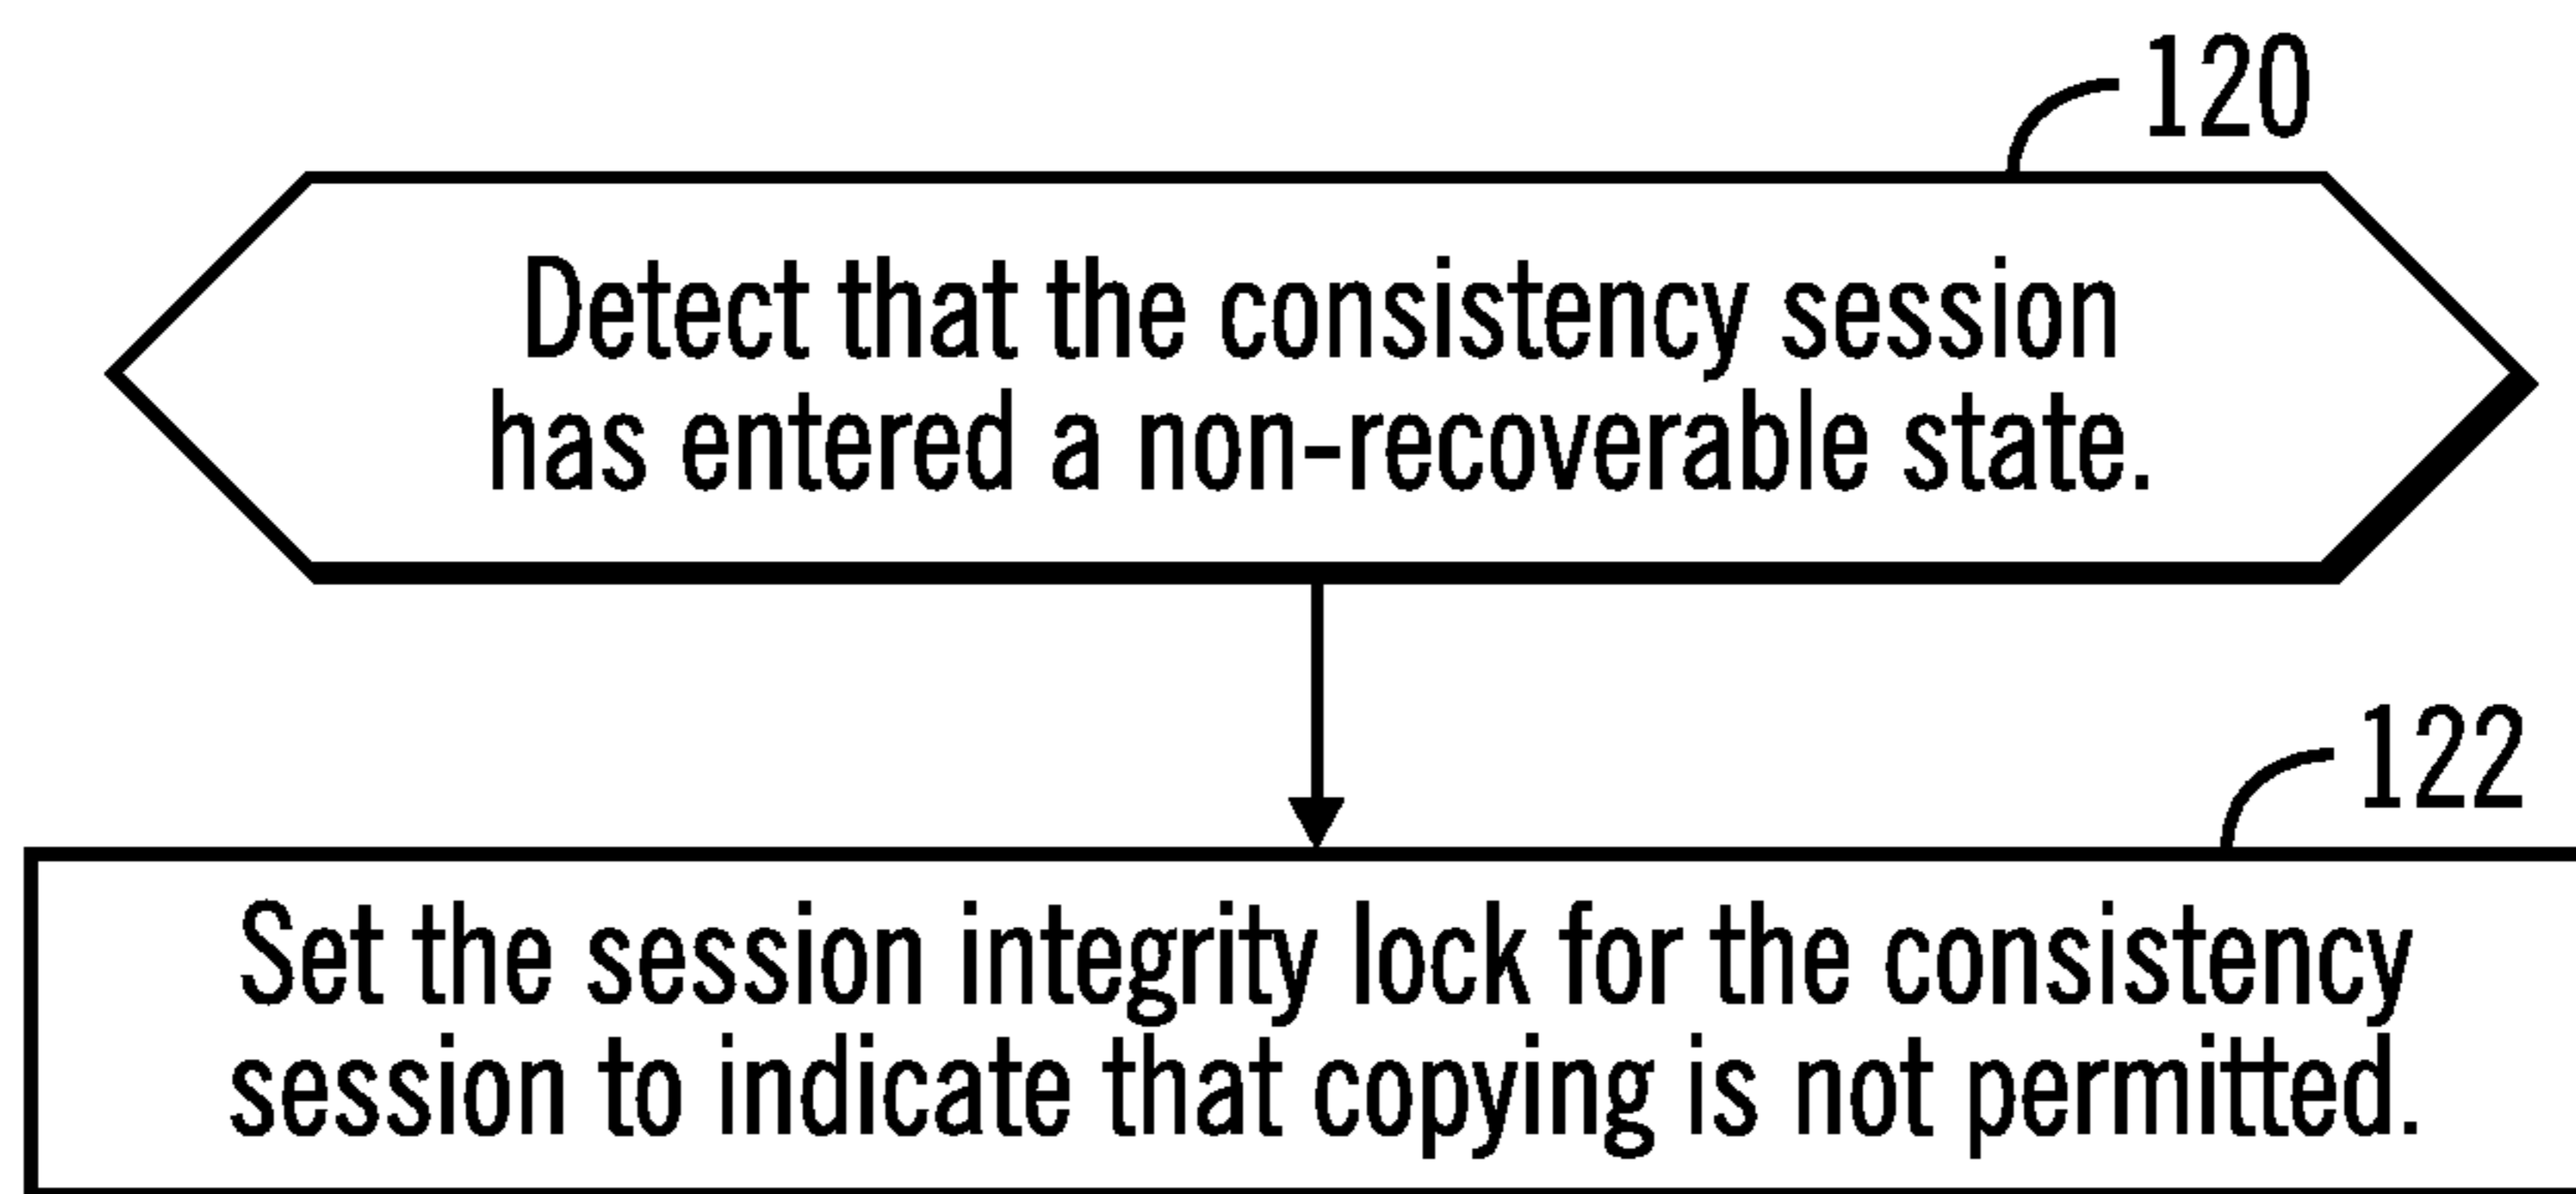 120
Detect that the consistency session
has entered a non-recoverable state.
122
Set the session integrity lock for the consistency
session to indicate that copying is not permitted.